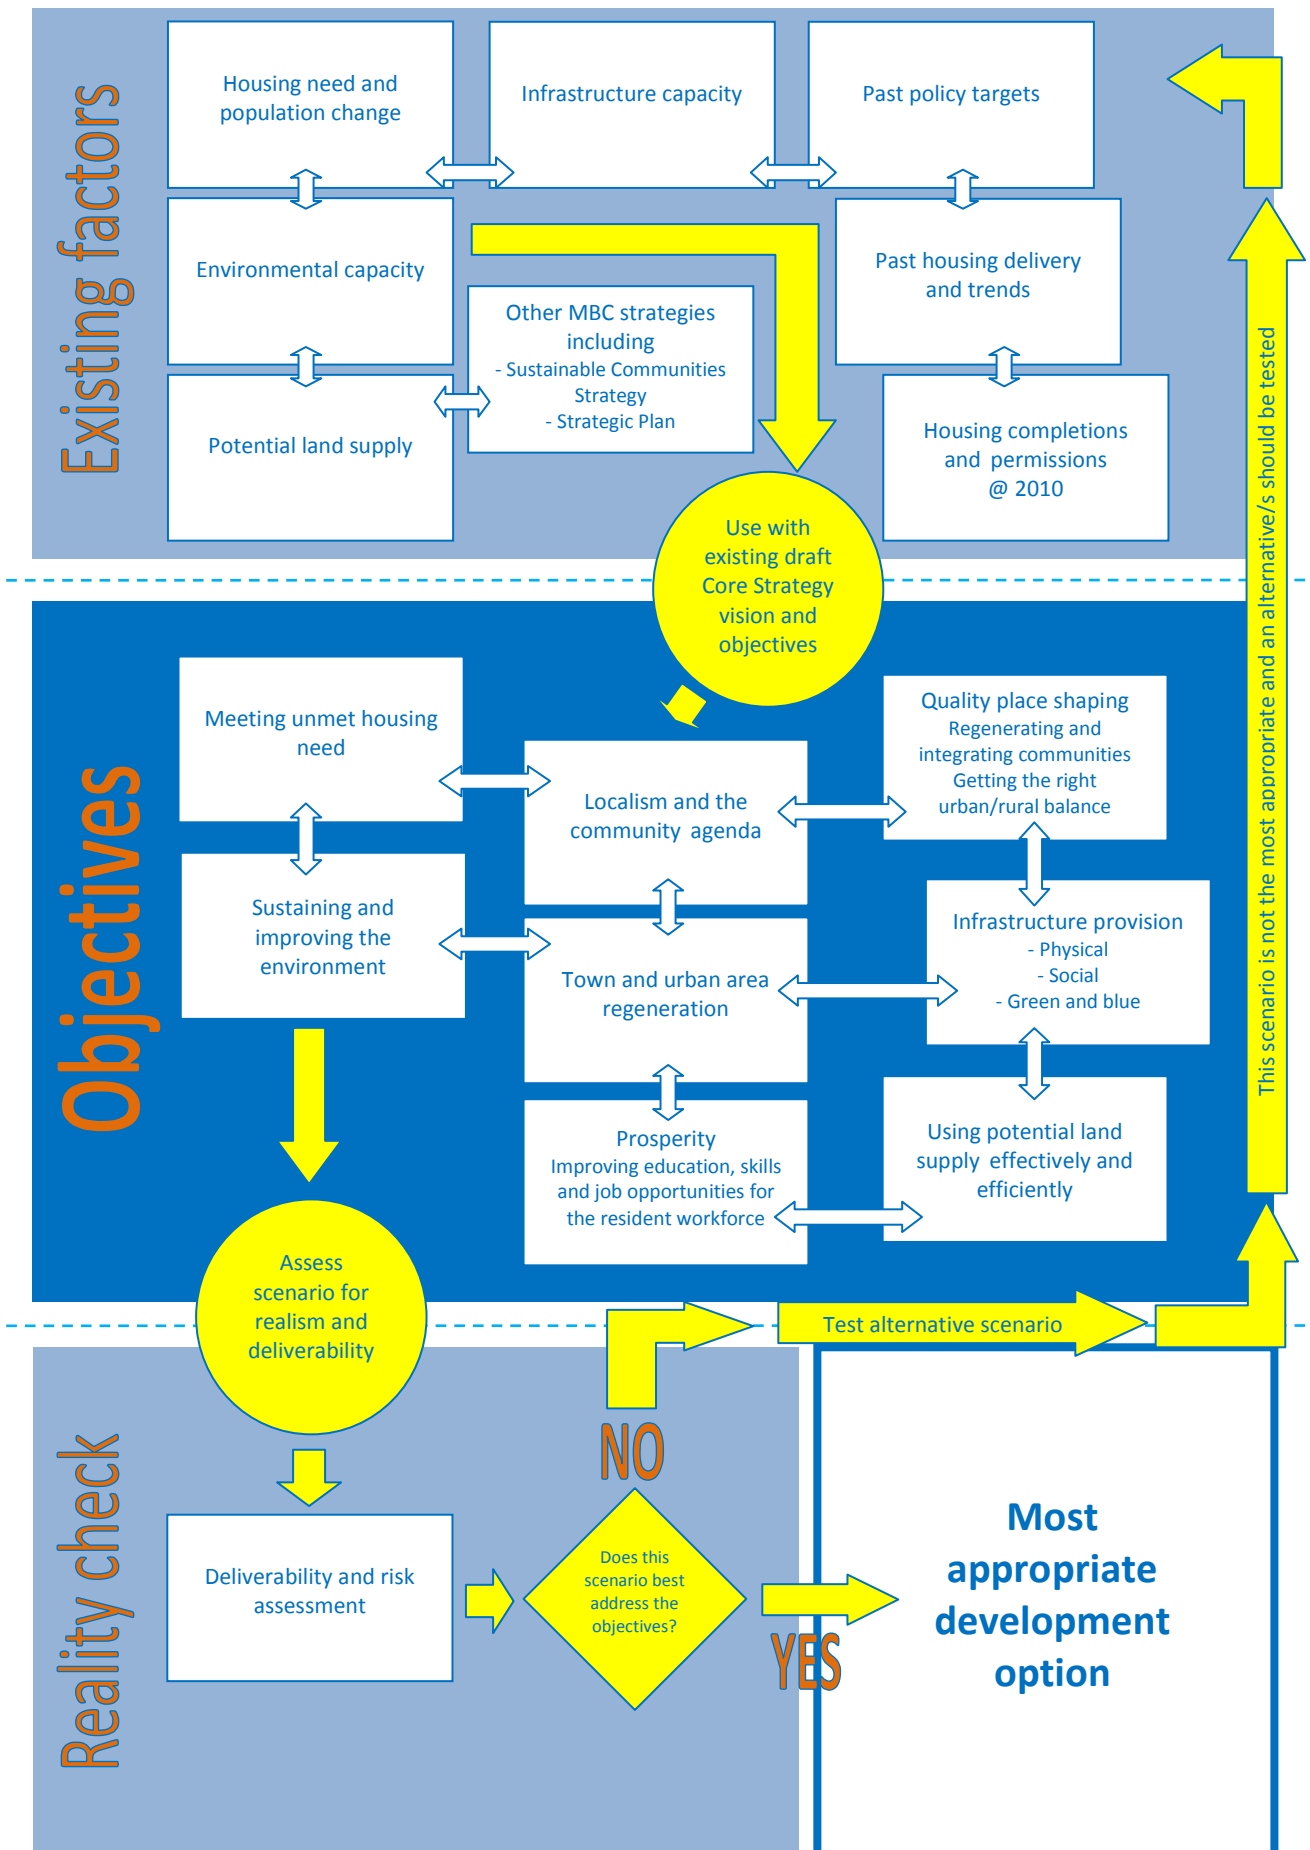 Existing factors
Housing need and
population change
Infrastructure capacity
Past policy targets
Environmental capacity
Past housing delivery
and trends
Other MBC strategies
including
- Sustainable Communities
Strategy
- Strategic Plan
Potential land supply
Housing completions
and permissions
@ 2010
Use with
existing draft
Core Strategy
vision and
objectives
This scenario is not the most appropriate and an alternative/s should be tested
Objectives
Meeting unmet housing
need
Localism and the
community agenda
Quality place shaping
Regenerating and
integrating communities
Getting the right
urban/rural balance
Sustaining and
improving the
environment
Town and urban area
regeneration
Infrastructure provision
- Physical
- Social
- Green and blue
Prosperity
Improving education, skills
and job opportunities for
the resident workforce
Using potential land
supply effectively and
efficiently
Assess
scenario for
realism and
deliverability
Test alternative scenario
Reality check
Deliverability and risk
assessment
NO
Does this
scenario best
address the
objectives?
YES
Most
appropriate
development
option